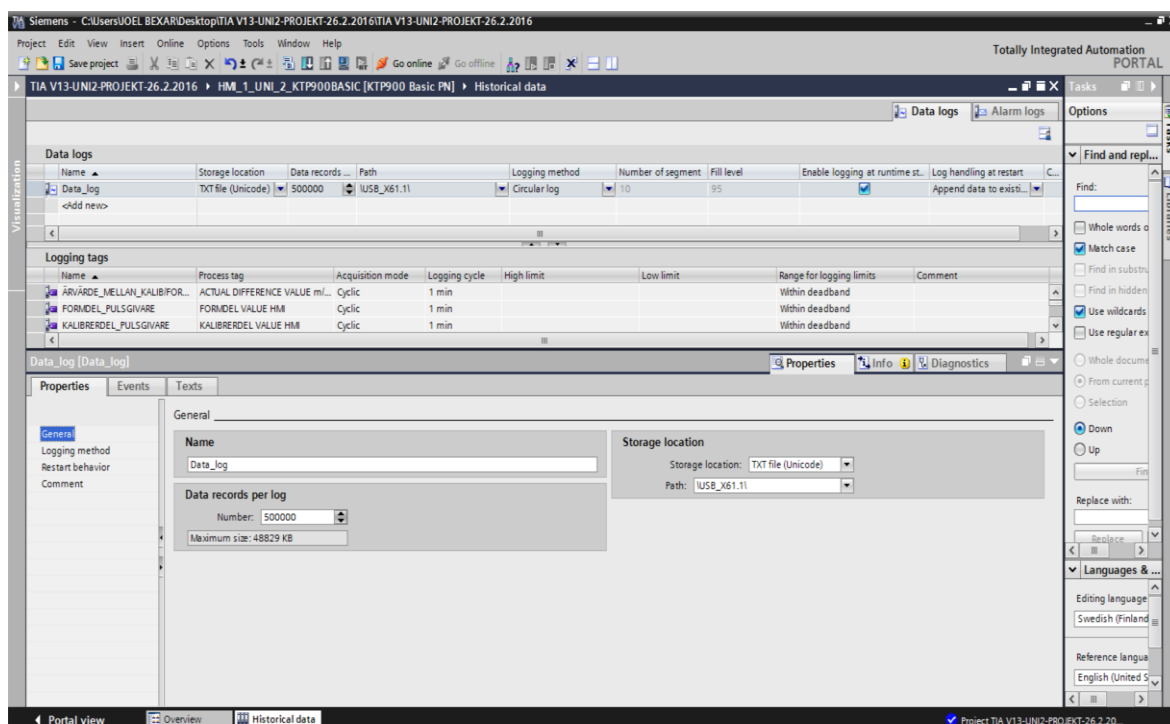 Siemens - C:\Users\JOEL BEXAR\Desktop\TIA V13-UNI2-PROJEKT-26.2.2016\TIA V13-UNI2-PROJEKT-26.2.2016
Project Edit View Insert Online Options Tools Window Help
Totally Integrated Automation
PORTAL
Save project Go online Go offline
TIA V13-UNI2-PROJEKT-26.2.2016 HMI_1_UNI_2_KTP900BASIC [KTP900 Basic PN] Historical data
Tasks
Data logs Alarm logs
Options
Data logs
Name Storage location Data records ... Path Logging method Number of segment Fill level Enable logging at runtime st.. Log handling at restart C...
Data_log TXT file (Unicode) 500000 \USB_X61.1\ Circular log 10 95 Append data to existi...
<Add new>
Logging tags
Name Process tag Acquisition mode Logging cycle High limit Low limit Range for logging limits Comment
ÄRVÄRDE_MELLAN_KALIB/FOR... ACTUAL DIFFERENCE VALUE m/... Cyclic 1 min Within deadband
FORMDEL_PULSGIVARE FORMDEL VALUE HMI Cyclic 1 min Within deadband
KALIBRERDEL_PULSGIVARE KALIBRERDEL VALUE HMI Cyclic 1 min Within deadband
Data_log [Data_log]
Properties Info Diagnostics
Properties Events Texts
General
Logging method
Restart behavior
Comment
General
Name
Data_log
Data records per log
Number: 500000
Maximum size: 48829 KB
Storage location
Storage location: TXT file (Unicode)
Path: \USB_X61.1\
Find and repl...
Find:
Whole words o
Match case
Find in substru
Find in hidden
Use wildcards
Use regular ex
Whole docume
From current p
Selection
Down
Up
Fin
Replace with:
Replace
Languages & ...
Editing language
Swedish (Finland
Reference langua
English (United S
Visualization
Tasks
Libraries
Portal view Overview Historical data
Project TIA V13-UNI2-PROJEKT-26.2.20...